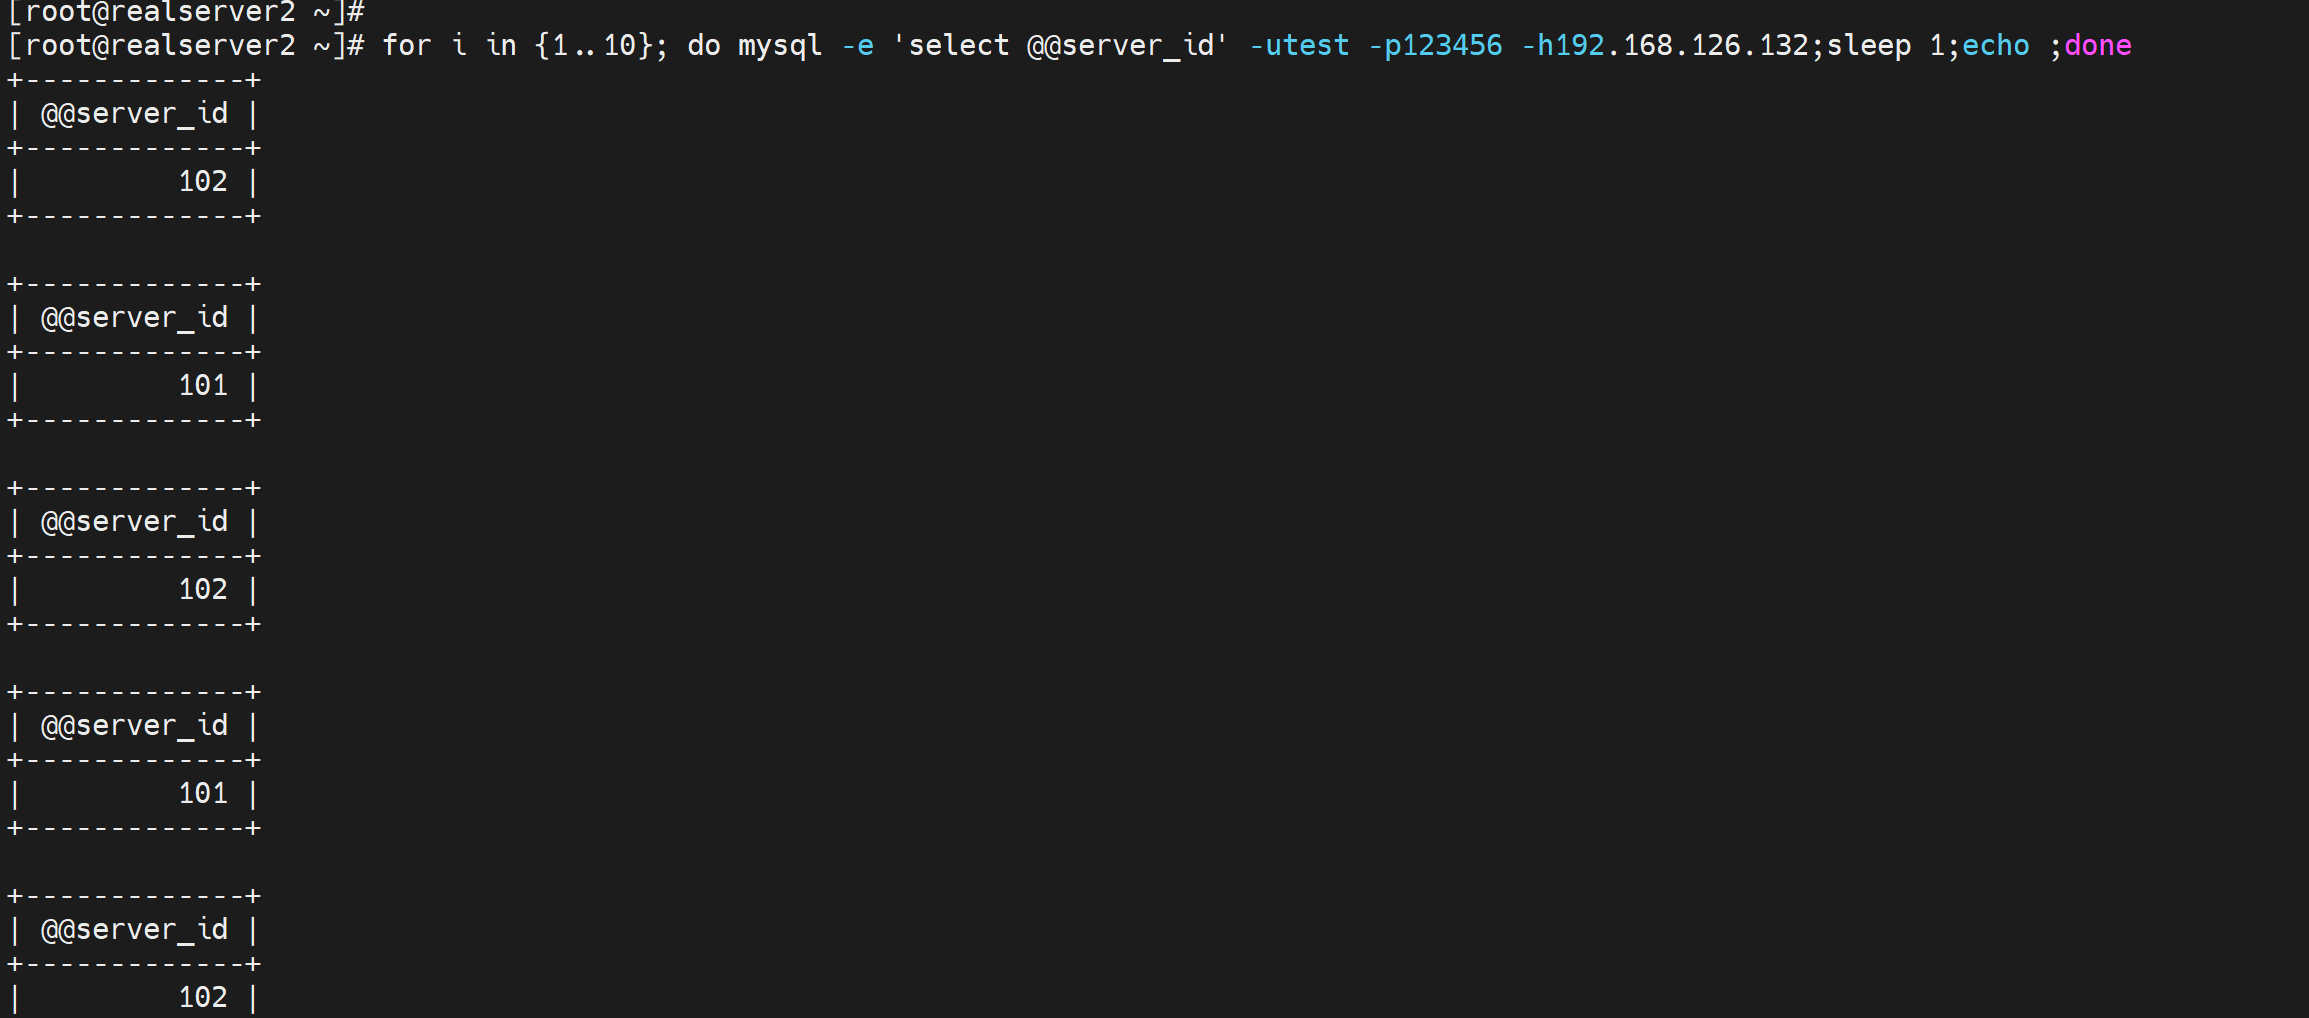 [root@realserver2 ~]#
[root@realserver2 ~]# for i in {1..10}; do mysql -e 'select @@server_id' -utest -p123456 -h192.168.126.132;sleep 1;echo ;done
+-------------+
| @@server_id |
+-------------+
|         102 |
+-------------+

+-------------+
| @@server_id |
+-------------+
|         101 |
+-------------+

+-------------+
| @@server_id |
+-------------+
|         102 |
+-------------+

+-------------+
| @@server_id |
+-------------+
|         101 |
+-------------+

+-------------+
| @@server_id |
+-------------+
|         102 |